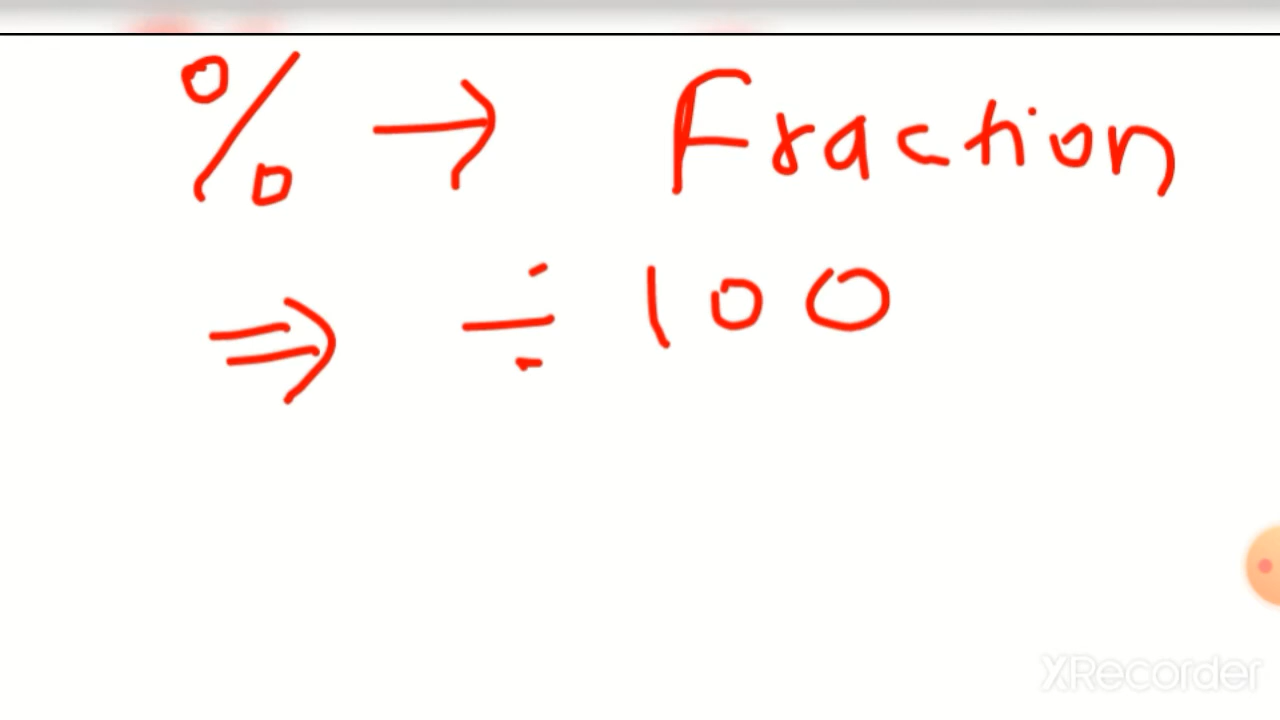 % → Fraction
⇒ ÷ 100
XRecorder